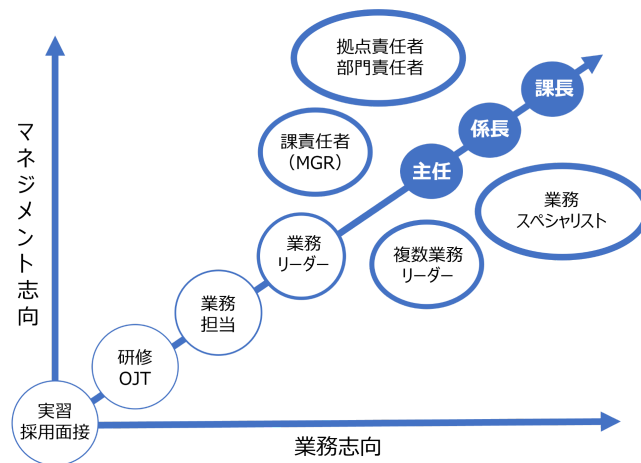 拠点責任者
部門責任者
課長
係長
課責任者
（MGR）
主任
マネジメント志向
業務
スペシャリスト
業務
リーダー
複数業務
リーダー
業務
担当
研修
OJT
実習
採用面接
業務志向